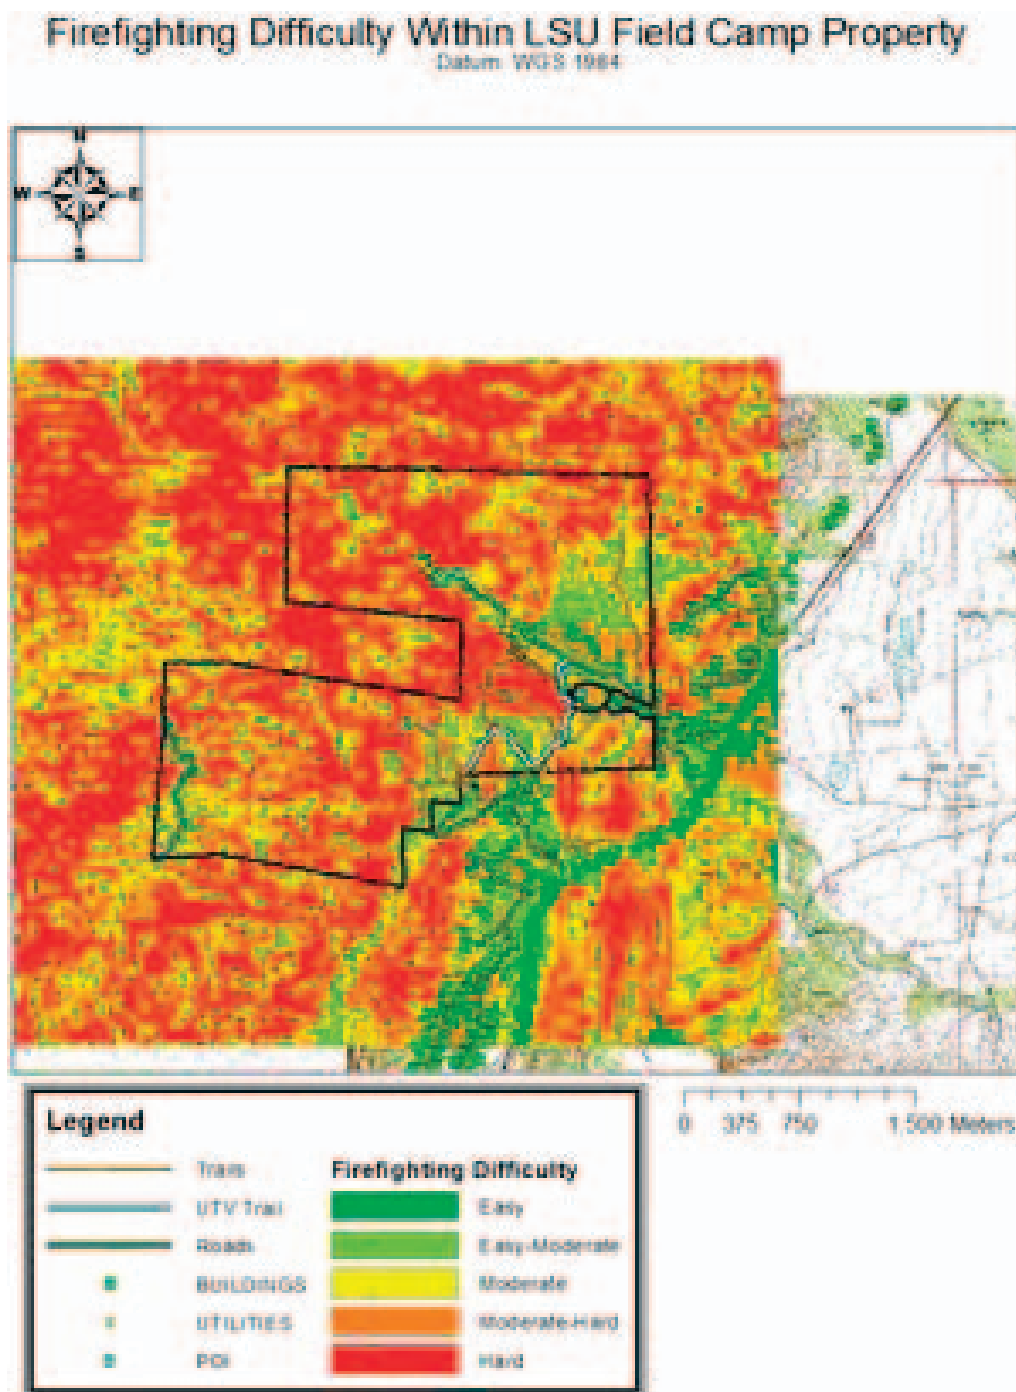 Firefighting Difficulty Within LSU Field Camp Property
Datum: WGS 1984
N
W E
S
0 375 750 1,500 Meters
Legend
Trails
UTV Trail
Roads
BUILDINGS
UTILITIES
POI
Firefighting Difficulty
Easy
Easy-Moderate
Moderate
Moderate-Hard
Hard